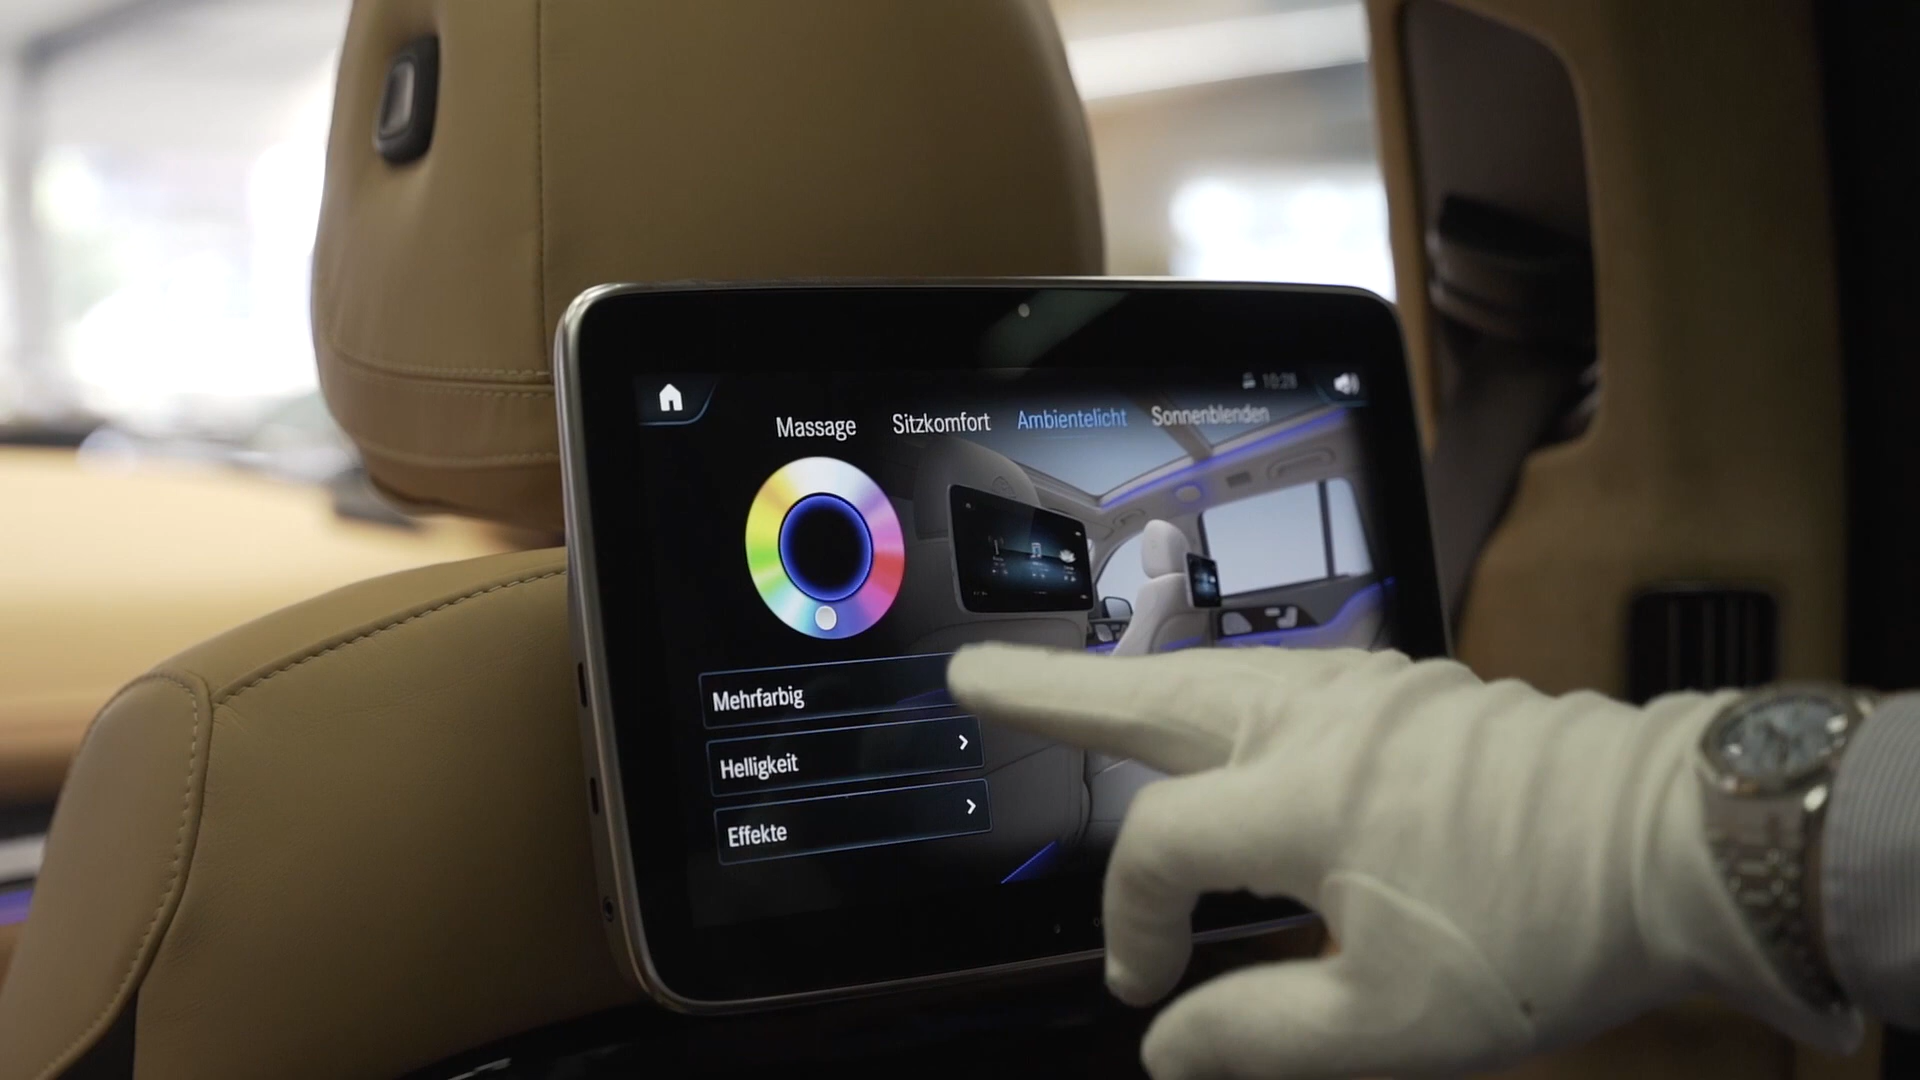 10:28
Massage Sitzkomfort Ambientelicht Sonnenblenden
Mehrfarbig
Helligkeit
Effekte